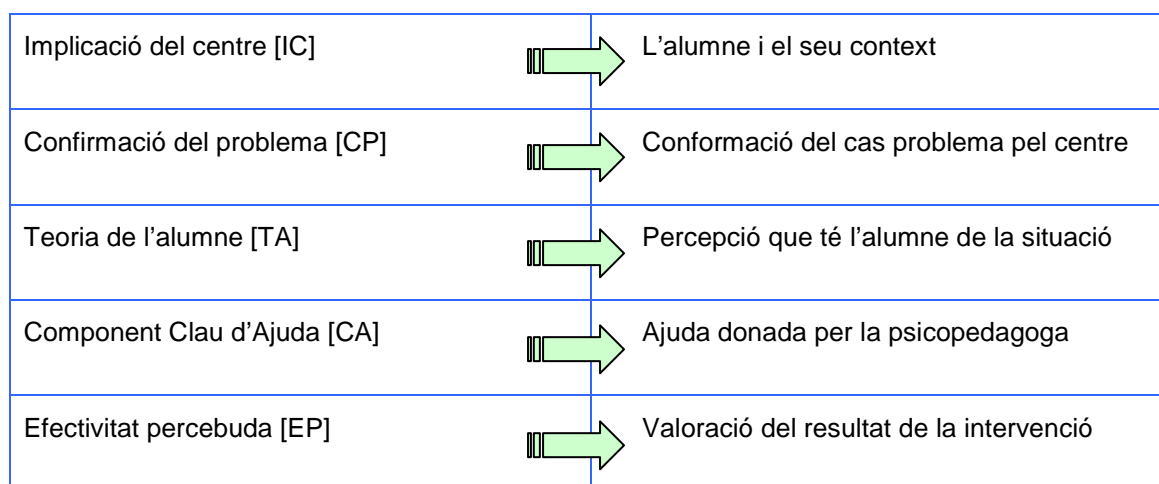 Implicació del centre [IC]
L’alumne i el seu context
Confirmació del problema [CP]
Conformació del cas problema pel centre
Teoria de l’alumne [TA]
Percepció que té l’alumne de la situació
Component Clau d’Ajuda [CA]
Ajuda donada per la psicopedagoga
Efectivitat percebuda [EP]
Valoració del resultat de la intervenció